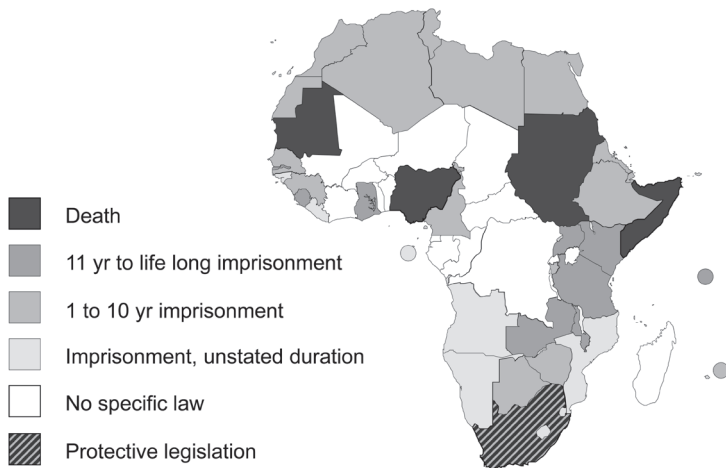 Death
11 yr to life long imprisonment
1 to 10 yr imprisonment
Imprisonment, unstated duration
No specific law
Protective legislation